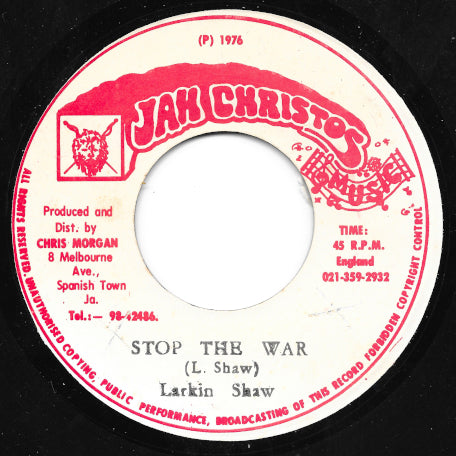 (P) 1976
JAH CHRISTOS
MUSIC
Produced and
Dist. by
CHRIS MORGAN
8 Melbourne
Ave.,
Spanish Town
Ja.
Tel.:— 98-42486.
TIME:
45 R.P.M.
England
021-359-2932
STOP THE WAR
(L. Shaw)
Larkin Shaw
ALL RIGHTS RESERVED. UNAUTHORISED COPYING, PUBLIC PERFORMANCE, BROADCASTING OF THIS RECORD FORBIDDEN COPYRIGHT CONTROL